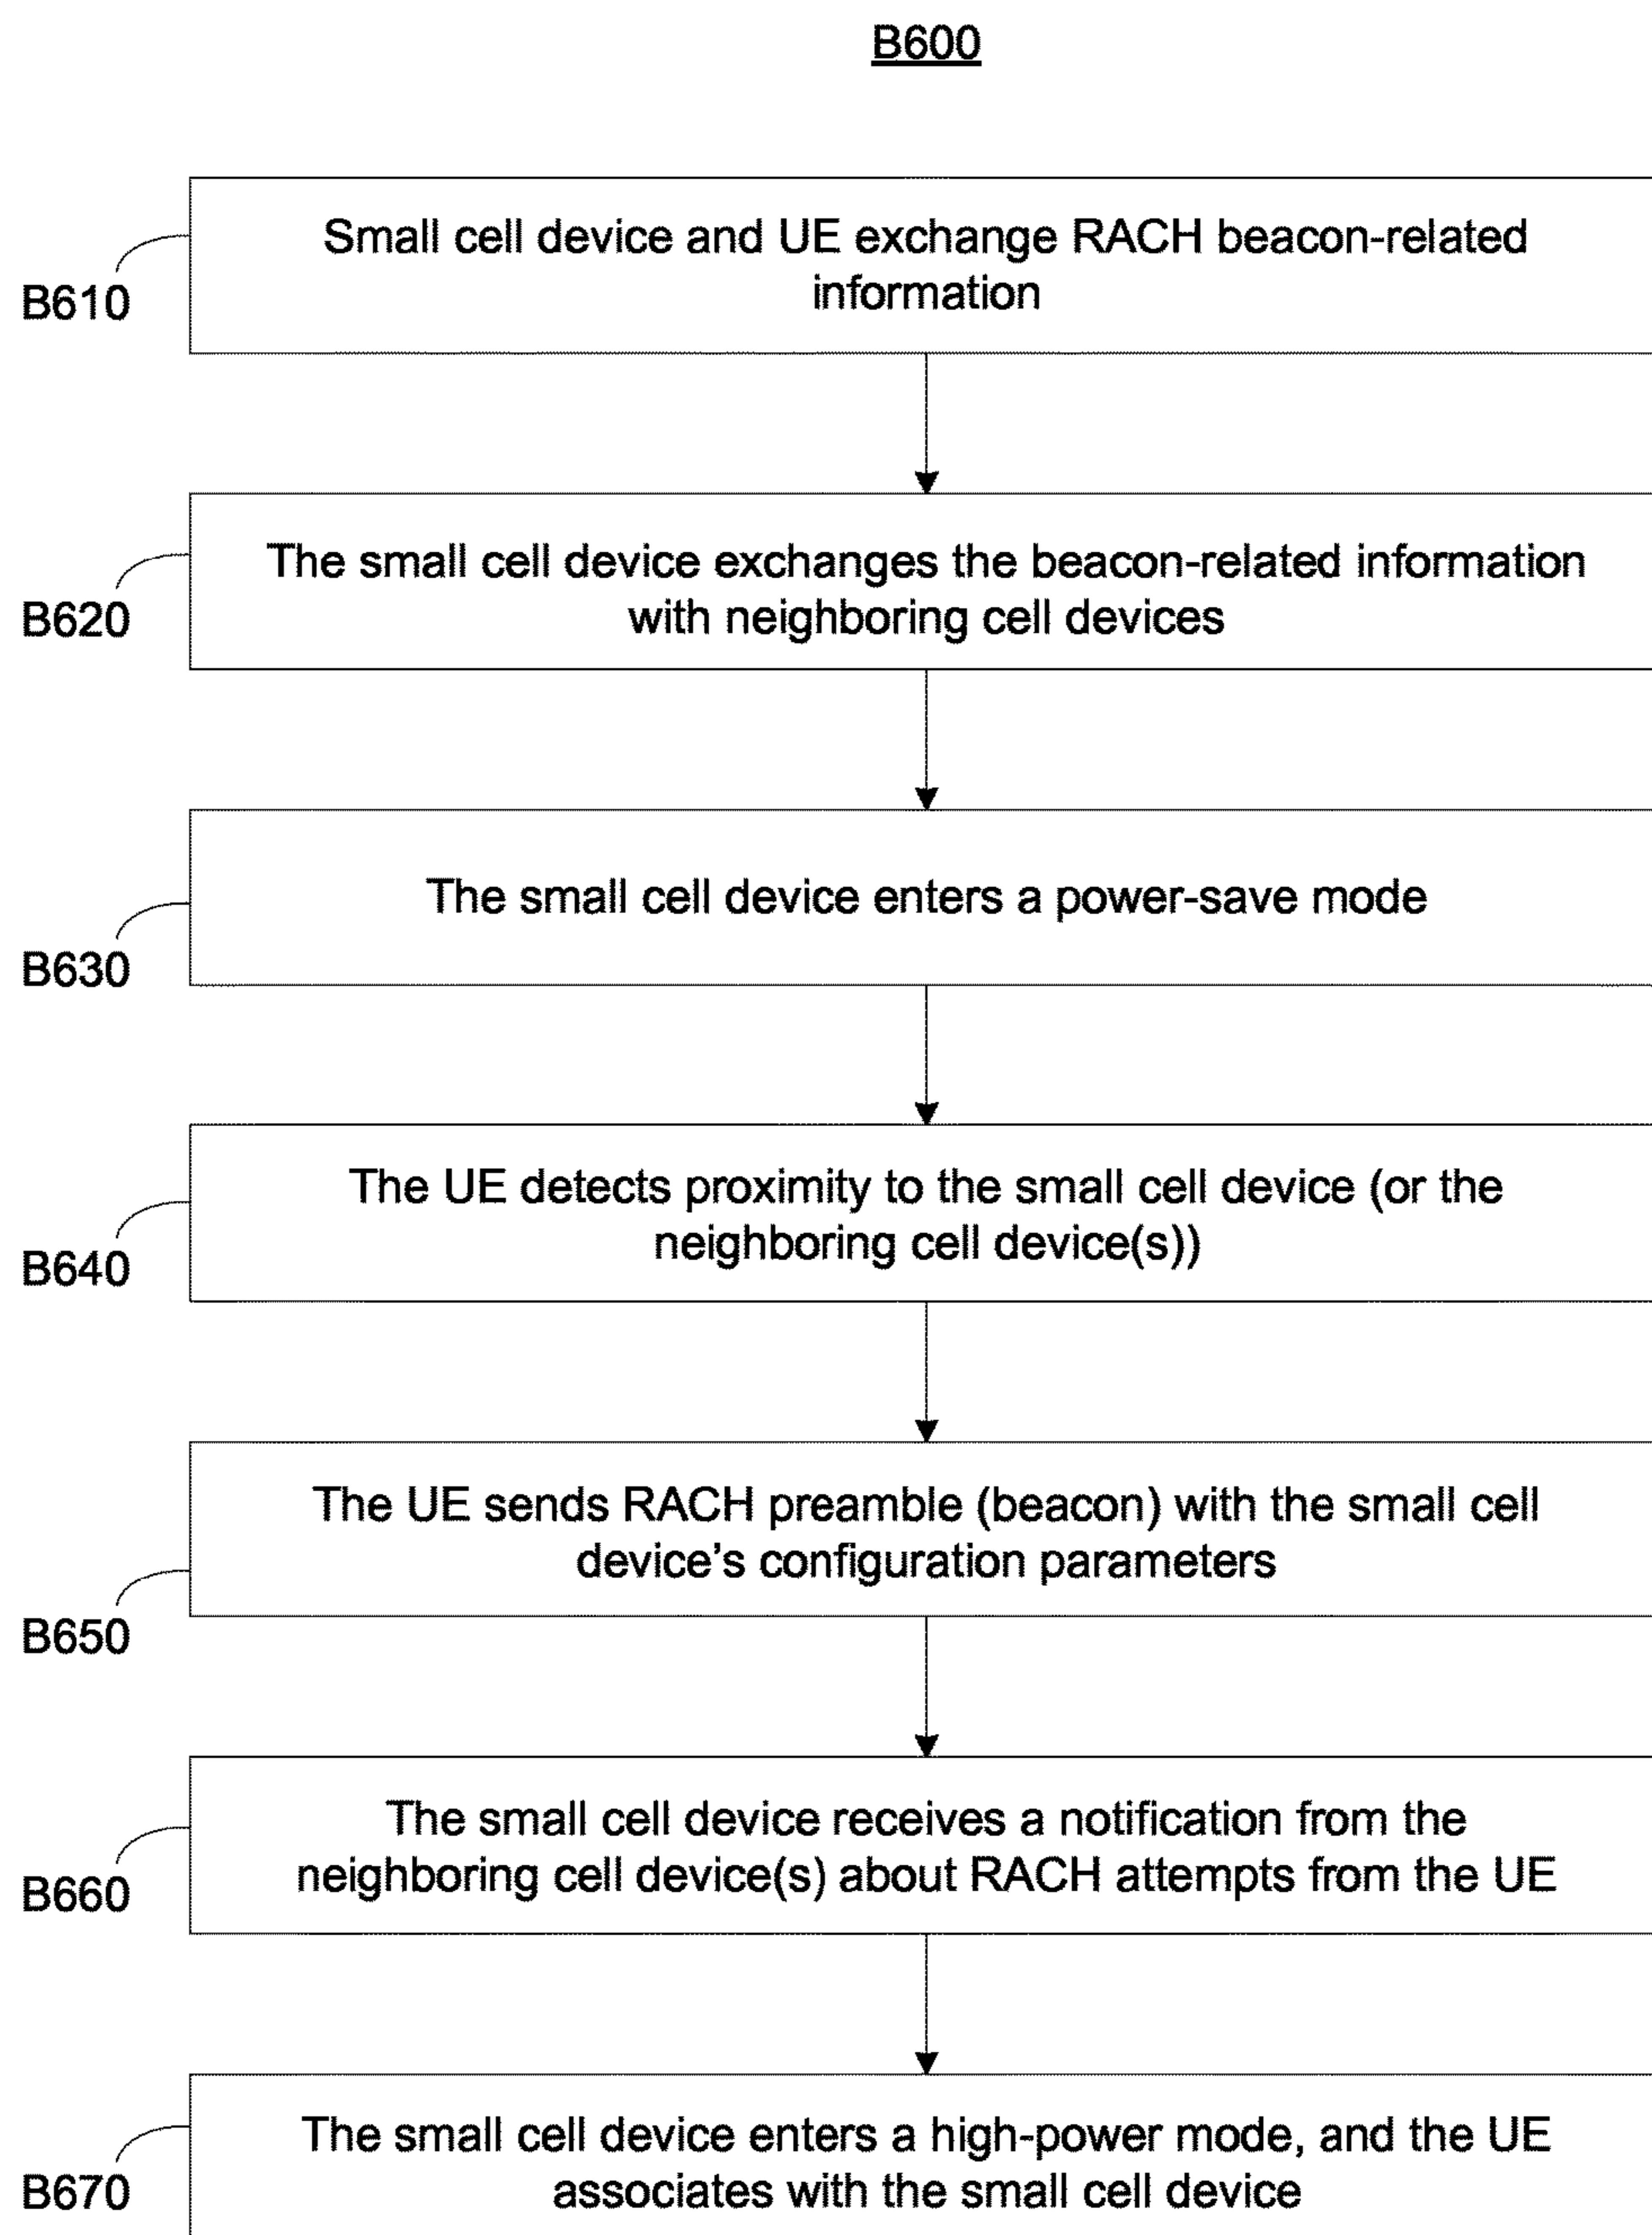 B600
Small cell device and UE exchange RACH beacon-related
information
B610
The small cell device exchanges the beacon-related information
with neighboring cell devices
B620
The small cell device enters a power-save mode
B630
The UE detects proximity to the small cell device (or the
neighboring cell device(s))
B640
The UE sends RACH preamble (beacon) with the small cell
device's configuration parameters
B650
The small cell device receives a notification from the
neighboring cell device(s) about RACH attempts from the UE
B660
The small cell device enters a high-power mode, and the UE
associates with the small cell device
B670